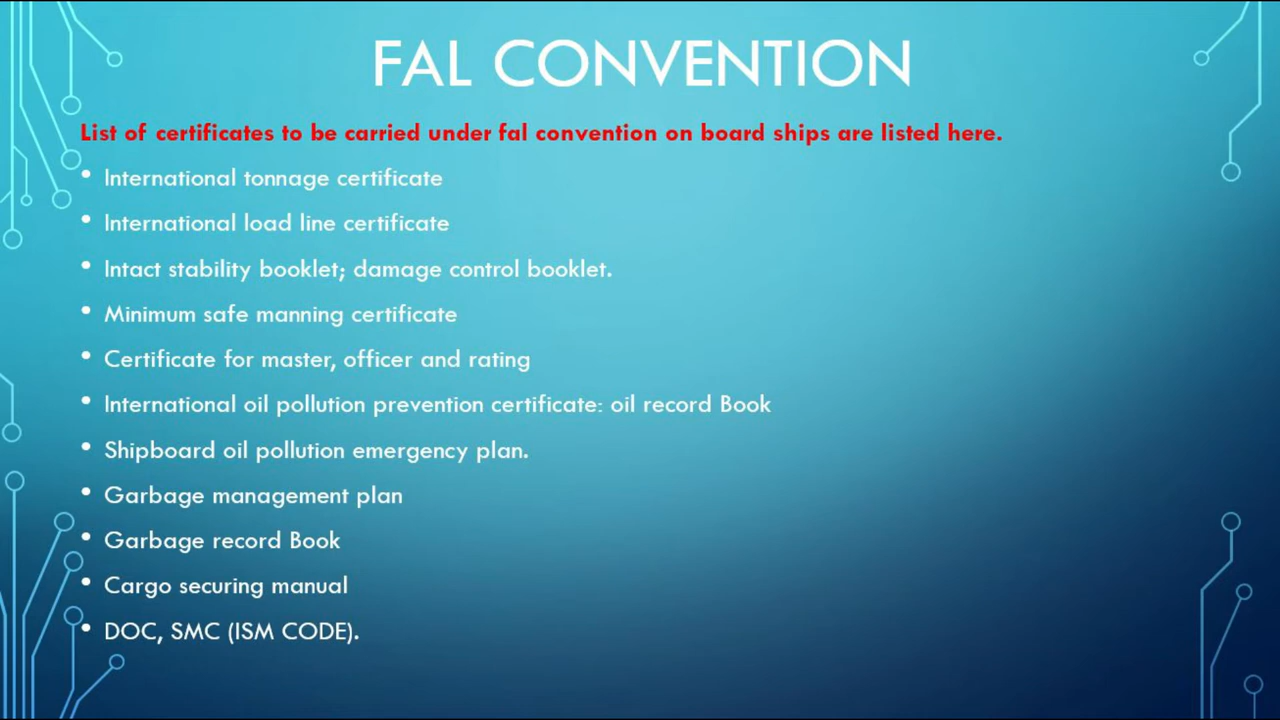 FAL CONVENTION
List of certificates to be carried under fal convention on board ships are listed here.
• International tonnage certificate
• International load line certificate
• Intact stability booklet; damage control booklet.
• Minimum safe manning certificate
• Certificate for master, officer and rating
• International oil pollution prevention certificate: oil record Book
• Shipboard oil pollution emergency plan.
• Garbage management plan
• Garbage record Book
• Cargo securing manual
• DOC, SMC (ISM CODE).